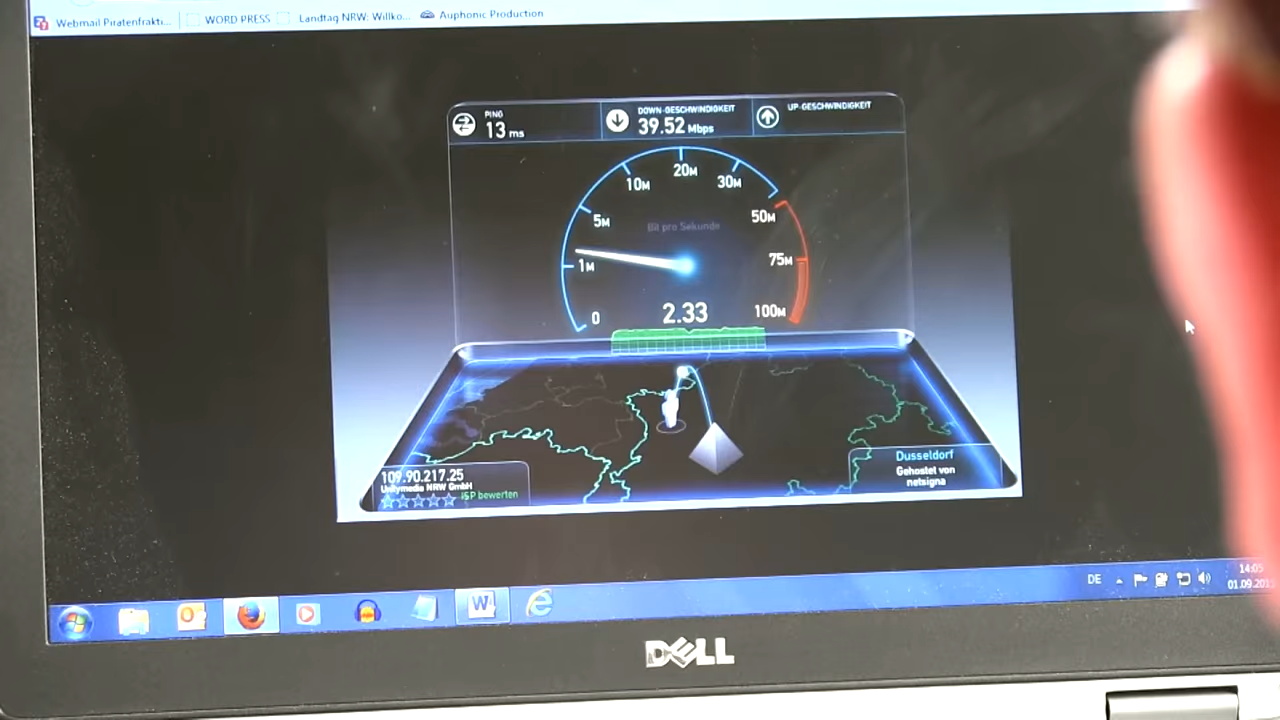 Webmail Piratenfrakti...
WORD PRESS
Landtag NRW: Willko...
Auphonic Production
PING
13 ms
DOWN-GESCHWINDIGKEIT
39.52 Mbps
UP-GESCHWINDIGKEIT
20M
10M
30M
5M
50M
Bit pro Sekunde
1M
75M
0
2.33
100M
109.90.217.25
Unitymedia NRW GmbH
ISP bewerten
Dusseldorf
Gehostet von
netsigna
DE
14:05
01.09.201
DELL